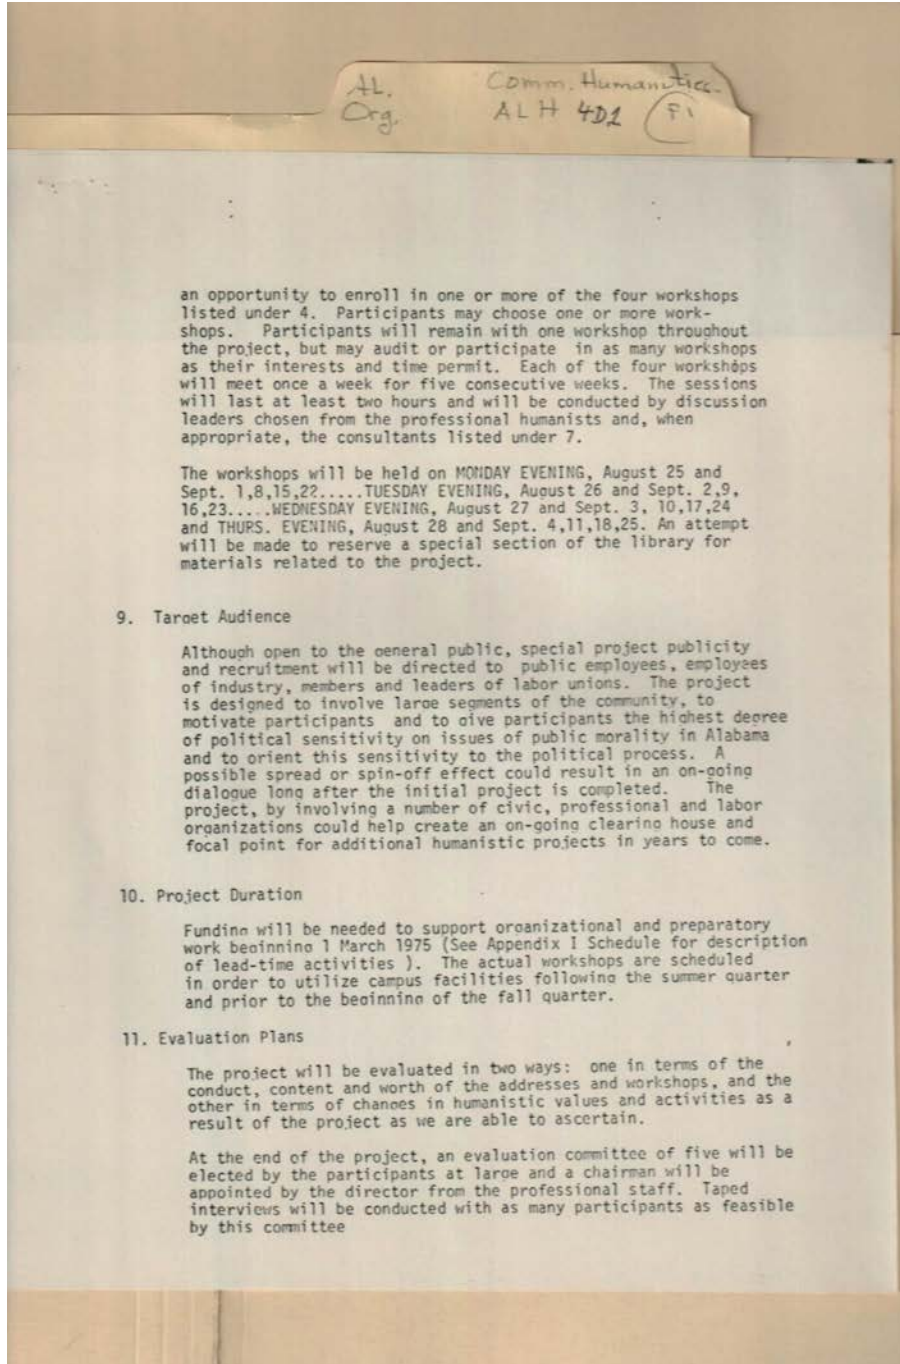 AL. Comm. Humanities.
Org. ALH 4D1 F1
an opportunity to enroll in one or more of the four workshops
listed under 4. Participants may choose one or more work-
shops. Participants will remain with one workshop throughout
the project, but may audit or participate in as many workshops
as their interests and time permit. Each of the four workshops
will meet once a week for five consecutive weeks. The sessions
will last at least two hours and will be conducted by discussion
leaders chosen from the professional humanists and, when
appropriate, the consultants listed under 7.
The workshops will be held on MONDAY EVENING, August 25 and
Sept. 1,8,15,22.....TUESDAY EVENING, August 26 and Sept. 2,9,
16,23.....WEDNESDAY EVENING, August 27 and Sept. 3, 10,17,24
and THURS. EVENING, August 28 and Sept. 4,11,18,25. An attempt
will be made to reserve a special section of the library for
materials related to the project.
9. Target Audience
Although open to the general public, special project publicity
and recruitment will be directed to public employees, employees
of industry, members and leaders of labor unions. The project
is designed to involve large segments of the community, to
motivate participants and to give participants the highest degree
of political sensitivity on issues of public morality in Alabama
and to orient this sensitivity to the political process. A
possible spread or spin-off effect could result in an on-going
dialogue long after the initial project is completed. The
project, by involving a number of civic, professional and labor
organizations could help create an on-going clearing house and
focal point for additional humanistic projects in years to come.
10. Project Duration
Funding will be needed to support organizational and preparatory
work beginning 1 March 1975 (See Appendix I Schedule for description
of lead-time activities ). The actual workshops are scheduled
in order to utilize campus facilities following the summer quarter
and prior to the beginning of the fall quarter.
11. Evaluation Plans
The project will be evaluated in two ways: one in terms of the
conduct, content and worth of the addresses and workshops, and the
other in terms of changes in humanistic values and activities as a
result of the project as we are able to ascertain.
At the end of the project, an evaluation committee of five will be
elected by the participants at large and a chairman will be
appointed by the director from the professional staff. Taped
interviews will be conducted with as many participants as feasible
by this committee